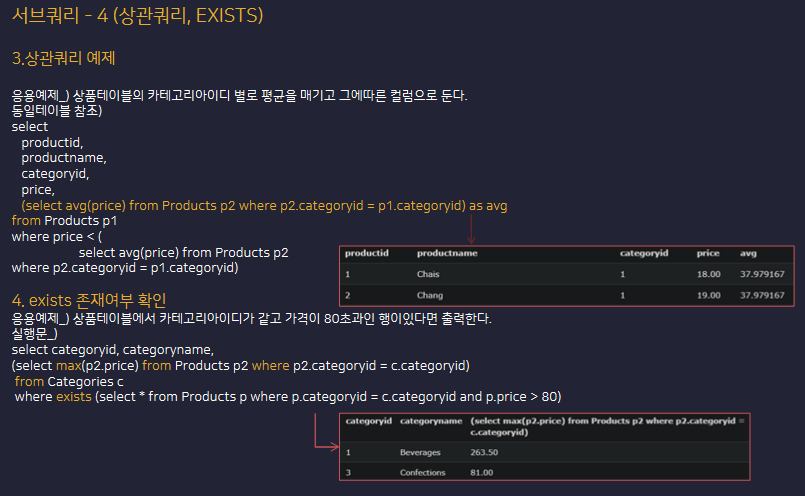 서브쿼리 - 4 (상관쿼리, EXISTS)
3.상관쿼리 예제
응용예제_) 상품테이블의 카테고리아이디 별로 평균을 매기고 그에따른 컬럼으로 둔다.
동일테이블 참조)
select
productid,
productname,
categoryid,
price,
(select avg(price) from Products p2 where p2.categoryid = p1.categoryid) as avg
from Products p1
where price < (
select avg(price) from Products p2
where p2.categoryid = p1.categoryid)
productid productname categoryid price avg
1 Chais 1 18.00 37.979167
2 Chang 1 19.00 37.979167
4. exists 존재여부 확인
응용예제_) 상품테이블에서 카테고리아이디가 같고 가격이 80초과인 행이있다면 출력한다.
실행문_)
select categoryid, categoryname,
(select max(p2.price) from Products p2 where p2.categoryid = c.categoryid)
from Categories c
where exists (select * from Products p where p.categoryid = c.categoryid and p.price > 80)
categoryid categoryname (select max(p2.price) from Products p2 where p2.categoryid =
c.categoryid)
1 Beverages 263.50
3 Confections 81.00